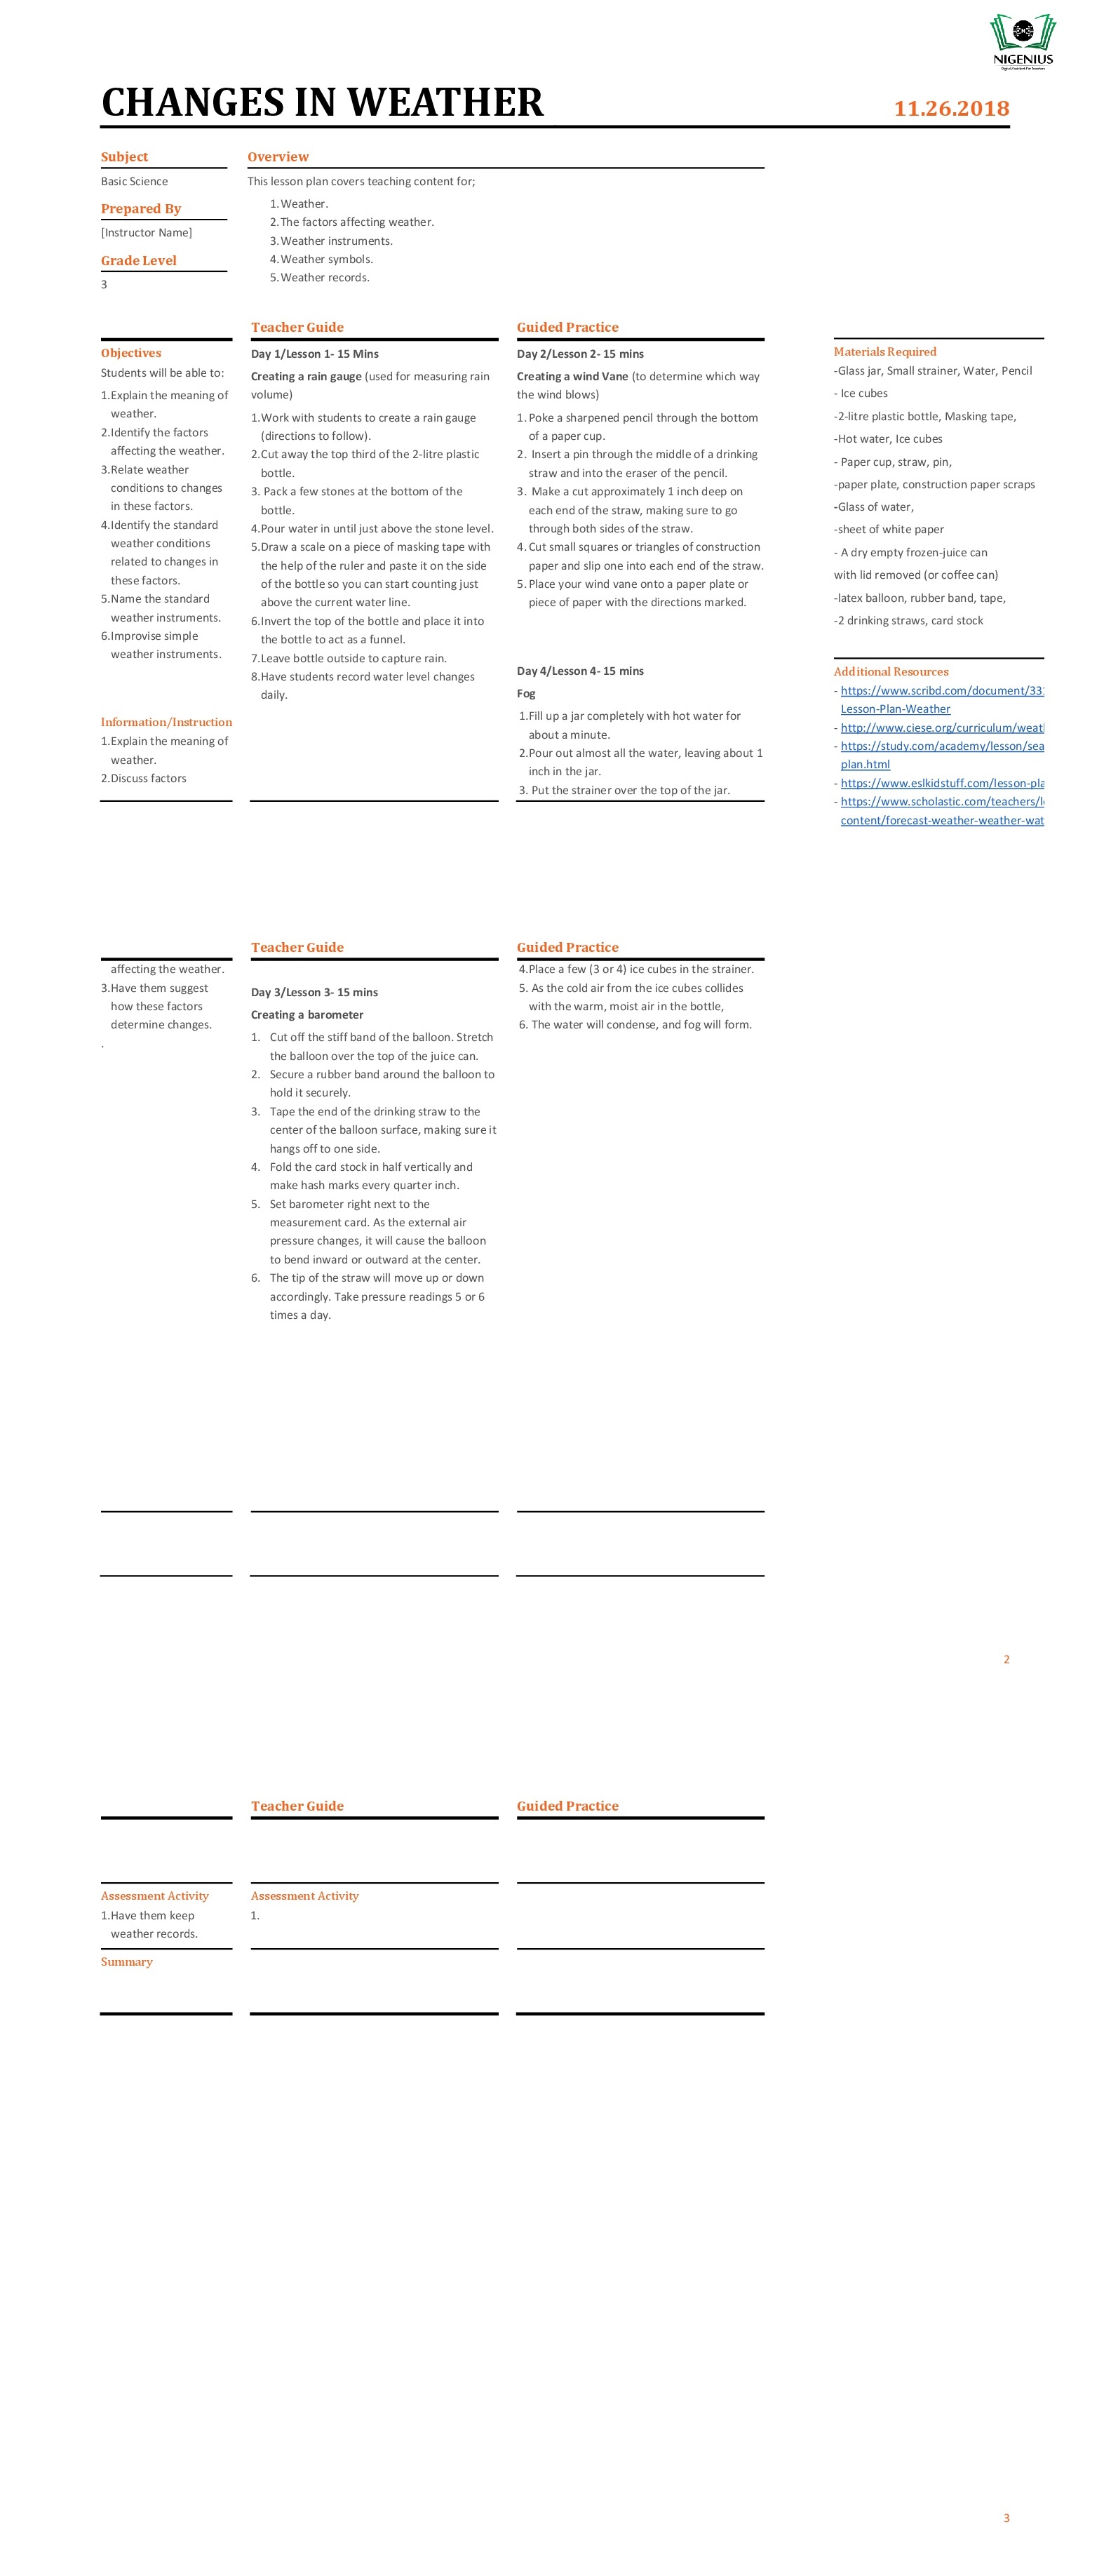 NIGENIUS
CHANGES IN WEATHER
11.26.2018
Subject
Basic Science
Prepared By
[Instructor Name]
Grade Level
3
Overview
This lesson plan covers teaching content for;
1.Weather.
2.The factors affecting weather.
3.Weather instruments.
4.Weather symbols.
5.Weather records.
Objectives
Students will be able to:
1.Explain the meaning of
weather.
2.Identify the factors
affecting the weather.
3.Relate weather
conditions to changes
in these factors.
4.Identify the standard
weather conditions
related to changes in
these factors.
5.Name the standard
weather instruments.
6.Improvise simple
weather instruments.
Information/Instruction
1.Explain the meaning of
weather.
2.Discuss factors
Teacher Guide
Day 1/Lesson 1- 15 Mins
Creating a rain gauge (used for measuring rain
volume)
1.Work with students to create a rain gauge
(directions to follow).
2.Cut away the top third of the 2-litre plastic
bottle.
3. Pack a few stones at the bottom of the
bottle.
4.Pour water in until just above the stone level.
5.Draw a scale on a piece of masking tape with
the help of the ruler and paste it on the side
of the bottle so you can start counting just
above the current water line.
6.Invert the top of the bottle and place it into
the bottle to act as a funnel.
7.Leave bottle outside to capture rain.
8.Have students record water level changes
daily.
Guided Practice
Day 2/Lesson 2- 15 mins
Creating a wind Vane (to determine which way
the wind blows)
1. Poke a sharpened pencil through the bottom
of a paper cup.
2. Insert a pin through the middle of a drinking
straw and into the eraser of the pencil.
3. Make a cut approximately 1 inch deep on
each end of the straw, making sure to go
through both sides of the straw.
4. Cut small squares or triangles of construction
paper and slip one into each end of the straw.
5. Place your wind vane onto a paper plate or
piece of paper with the directions marked.
Day 4/Lesson 4- 15 mins
Fog
1.Fill up a jar completely with hot water for
about a minute.
2.Pour out almost all the water, leaving about 1
inch in the jar.
3. Put the strainer over the top of the jar.
Materials Required
-Glass jar, Small strainer, Water, Pencil
- Ice cubes
-2-litre plastic bottle, Masking tape,
-Hot water, Ice cubes
- Paper cup, straw, pin,
-paper plate, construction paper scraps
-Glass of water,
-sheet of white paper
- A dry empty frozen-juice can
with lid removed (or coffee can)
-latex balloon, rubber band, tape,
-2 drinking straws, card stock
Additional Resources
- https://www.scribd.com/document/33
Lesson-Plan-Weather
- http://www.ciese.org/curriculum/weat
- https://study.com/academy/lesson/sea
plan.html
- https://www.eslkidstuff.com/lesson-pla
- https://www.scholastic.com/teachers/l
content/forecast-weather-weather-wat
affecting the weather.
3.Have them suggest
how these factors
determine changes.
.
Teacher Guide
Day 3/Lesson 3- 15 mins
Creating a barometer
1. Cut off the stiff band of the balloon. Stretch
the balloon over the top of the juice can.
2. Secure a rubber band around the balloon to
hold it securely.
3. Tape the end of the drinking straw to the
center of the balloon surface, making sure it
hangs off to one side.
4. Fold the card stock in half vertically and
make hash marks every quarter inch.
5. Set barometer right next to the
measurement card. As the external air
pressure changes, it will cause the balloon
to bend inward or outward at the center.
6. The tip of the straw will move up or down
accordingly. Take pressure readings 5 or 6
times a day.
Guided Practice
4.Place a few (3 or 4) ice cubes in the strainer.
5. As the cold air from the ice cubes collides
with the warm, moist air in the bottle,
6. The water will condense, and fog will form.
2
Teacher Guide
Guided Practice
Assessment Activity
1.Have them keep
weather records.
Assessment Activity
1.
Summary
3